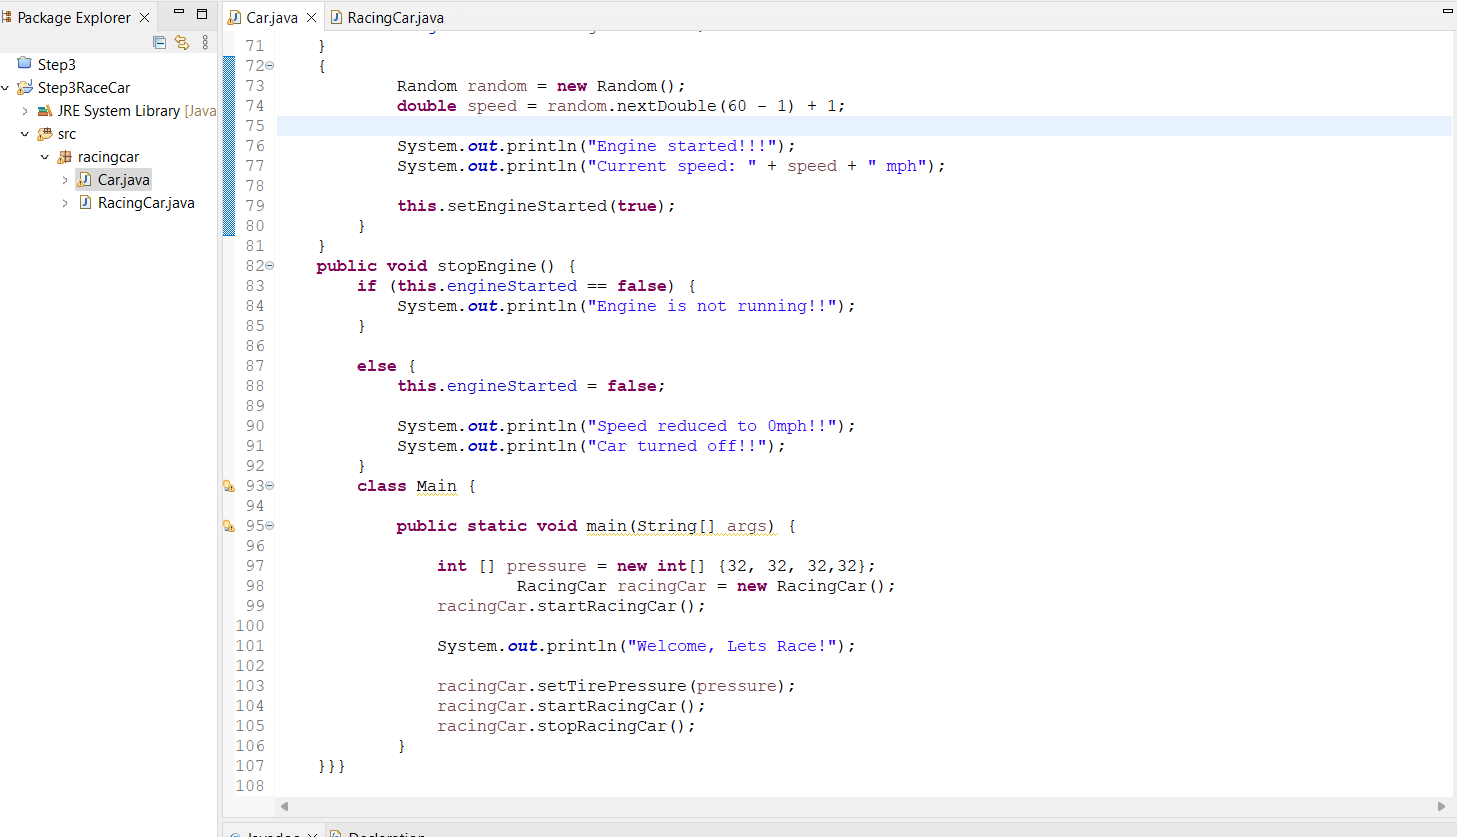 Package Explorer
Car.java
RacingCar.java
Step3
Step3RaceCar
JRE System Library [Java
src
racingcar
Car.java
RacingCar.java
71 }
72 {
73 Random random = new Random();
74 double speed = random.nextDouble(60 - 1) + 1;
75
76 System.out.println("Engine started!!!");
77 System.out.println("Current speed: " + speed + " mph");
78
79 this.setEngineStarted(true);
80 }
81 }
82 public void stopEngine() {
83 if (this.engineStarted == false) {
84 System.out.println("Engine is not running!!");
85 }
86
87 else {
88 this.engineStarted = false;
89
90 System.out.println("Speed reduced to 0mph!!");
91 System.out.println("Car turned off!!");
92 }
93 class Main {
94
95 public static void main(String[] args) {
96
97 int [] pressure = new int[] {32, 32, 32,32};
98 RacingCar racingCar = new RacingCar();
99 racingCar.startRacingCar();
100
101 System.out.println("Welcome, Lets Race!");
102
103 racingCar.setTirePressure(pressure);
104 racingCar.startRacingCar();
105 racingCar.stopRacingCar();
106 }
107 }}}
108
Javadoc
Declaration